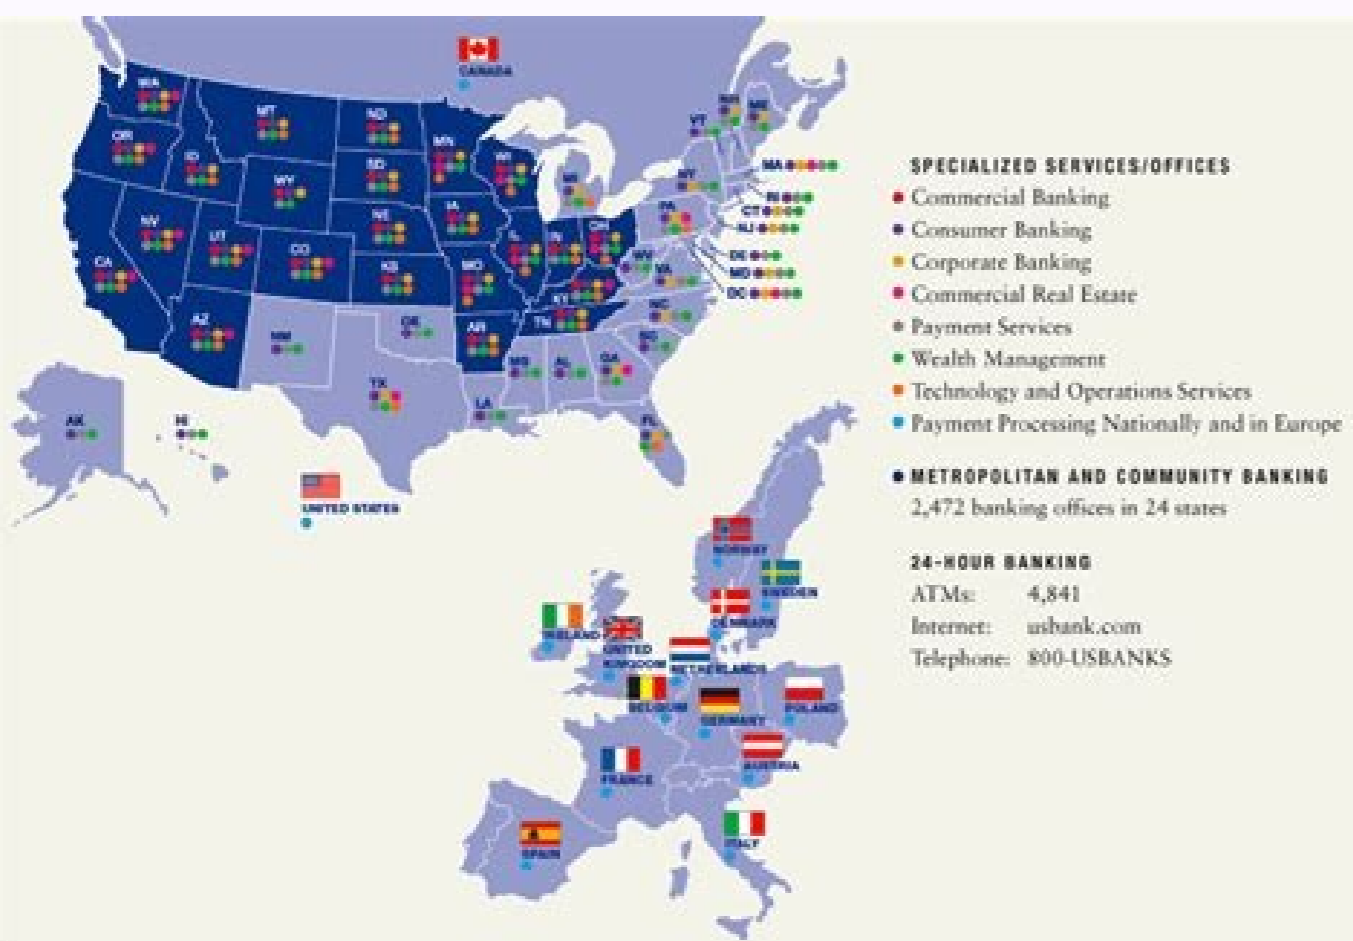 CANADA
WA
MT
ND
MN
OR
ID
SD
WI
MI
WY
NV
UT
CO
NE
IA
IL
IN
OH
CA
KS
MO
KY
AZ
NM
OK
AR
TN
TX
LA
MS
AL
GA
FL
SC
NC
VA
WV
PA
NY
VT
NH
ME
MA
RI
CT
NJ
DE
MD
DC
AK
HI
UNITED STATES
NORWAY
SWEDEN
DENMARK
IRELAND
UNITED
KINGDOM
NETHERLANDS
BELGIUM
GERMANY
POLAND
AUSTRIA
FRANCE
ITALY
SPAIN
SPECIALIZED SERVICES/OFFICES
Commercial Banking
Consumer Banking
Corporate Banking
Commercial Real Estate
Payment Services
Wealth Management
Technology and Operations Services
Payment Processing Nationally and in Europe
METROPOLITAN AND COMMUNITY BANKING
2,472 banking offices in 24 states
24-HOUR BANKING
ATMs: 4,841
Internet: usbank.com
Telephone: 800-USBANKS